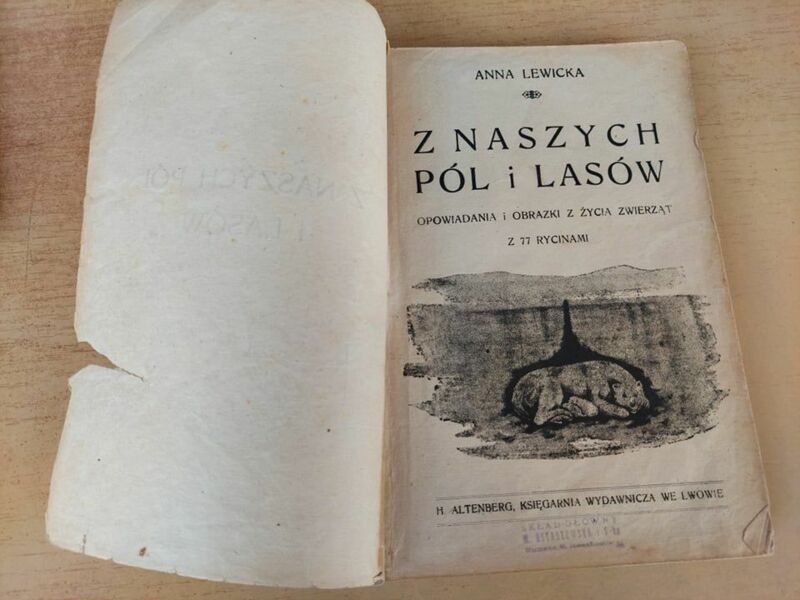 ANNA LEWICKA
Z NASZYCH
PÓL i LASÓW
OPOWIADANIA i OBRAZKI Z ŻYCIA ZWIERZĄT
Z 77 RYCINAMI
H. ALTENBERG, KSIĘGARNIA WYDAWNICZA WE LWOWIE
SKŁAD GŁÓWNY